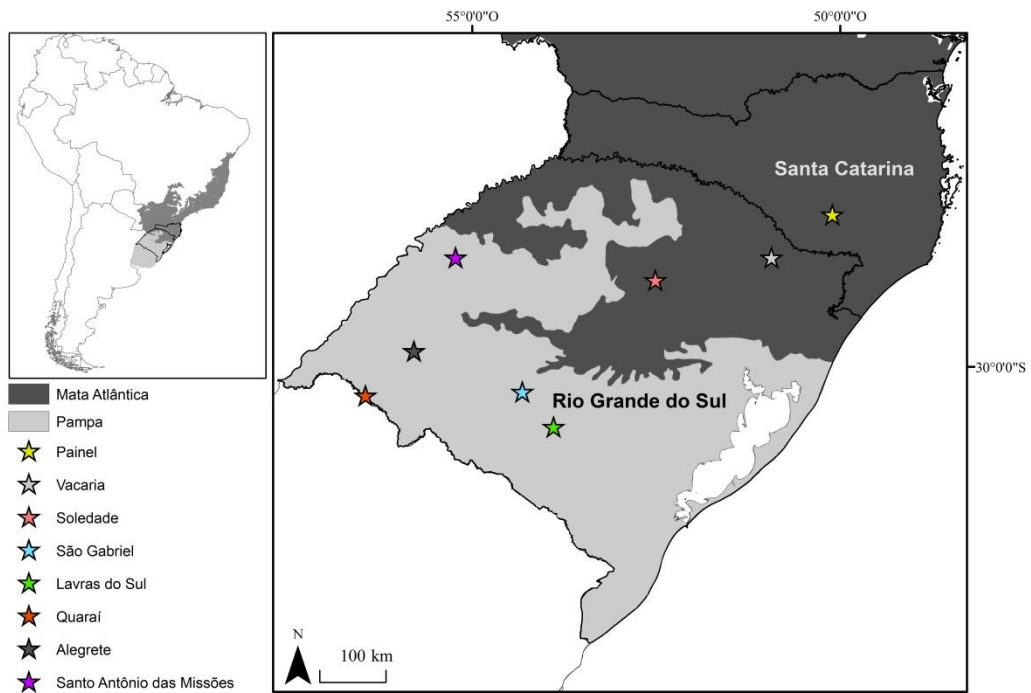 55°0'0"O
50°0'0"O
Santa Catarina
30°0'0"S
Rio Grande do Sul
Mata Atlântica
Pampa
Painel
Vacaria
Soledade
São Gabriel
Lavras do Sul
Quaraí
Alegrete
Santo Antônio das Missões
N
100 km